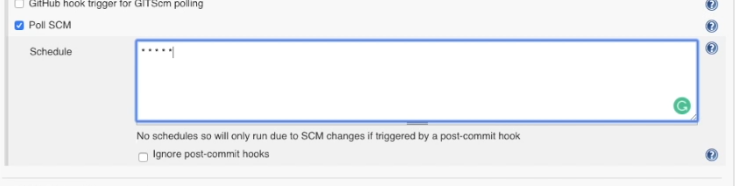 GitHub hook trigger for GITScm polling
Poll SCM
Schedule
* * * * *
No schedules so will only run due to SCM changes if triggered by a post-commit hook
Ignore post-commit hooks